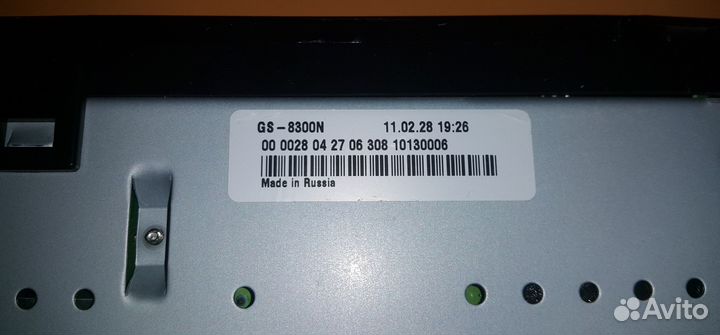 GS-8300N 11.02.28 19:26
00 0028 04 27 06 308 10130006
Made in Russia
Avito